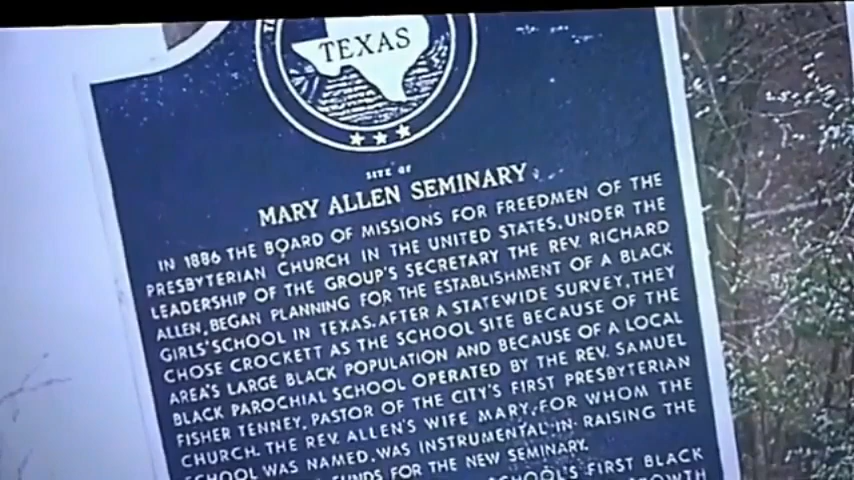 TEXAS
SITE OF
MARY ALLEN SEMINARY
IN 1886 THE BOARD OF MISSIONS FOR FREEDMEN OF THE
PRESBYTERIAN CHURCH IN THE UNITED STATES, UNDER THE
LEADERSHIP OF THE GROUP'S SECRETARY THE REV. RICHARD
ALLEN, BEGAN PLANNING FOR THE ESTABLISHMENT OF A BLACK
GIRLS' SCHOOL IN TEXAS. AFTER A STATEWIDE SURVEY, THEY
CHOSE CROCKETT AS THE SCHOOL SITE BECAUSE OF THE
AREA'S LARGE BLACK POPULATION AND BECAUSE OF A LOCAL
BLACK PAROCHIAL SCHOOL OPERATED BY THE REV. SAMUEL
FISHER TENNEY, PASTOR OF THE CITY'S FIRST PRESBYTERIAN
CHURCH. THE REV. ALLEN'S WIFE MARY, FOR WHOM THE
SCHOOL WAS NAMED, WAS INSTRUMENTAL IN RAISING THE
FUNDS FOR THE NEW SEMINARY.
SCHOOL'S FIRST BLACK
GROWTH